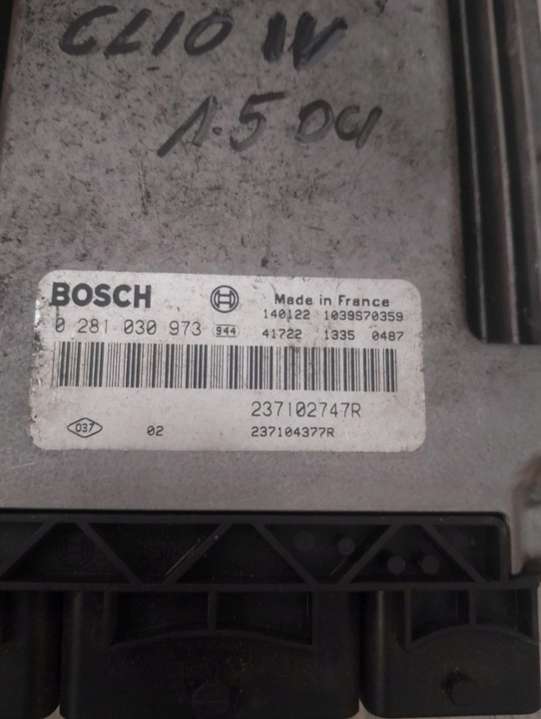 CLIO IV
1.5 DCI
BOSCH
Made in France
140122 1039S70359
0 281 030 973 944
41722 1335 0487
237102747R
037 02 237104377R